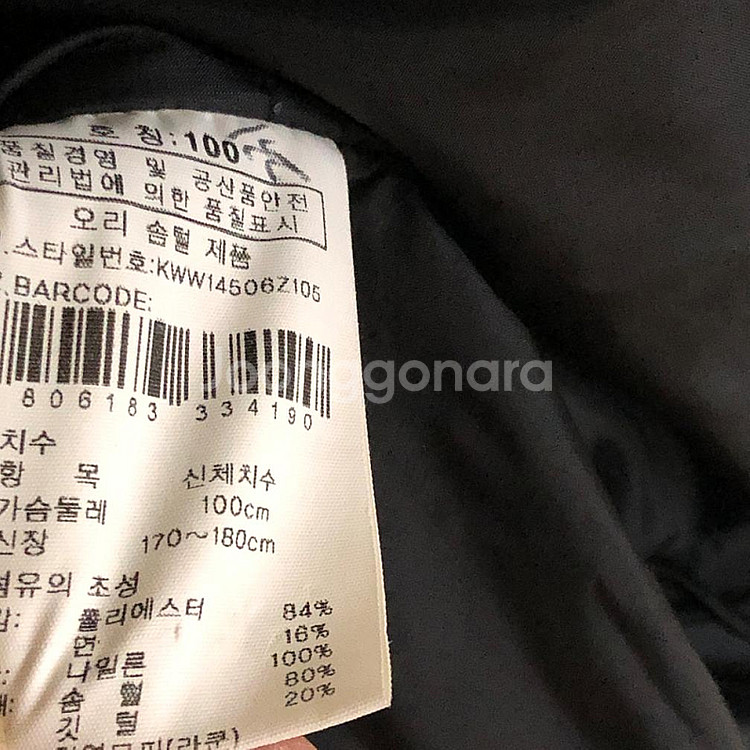 호 칭:100
품질경영 및 공산품안전
관리법에 의한 품질표시
오리 솜털 제품
.스타일번호:KWW14506Z105
.BARCODE:
806183 334190
치수
항 목 신체치수
가슴둘레 100cm
신장 170~180cm
섬유의 조성
폴리에스터 84%
면 16%
나일론 100%
솜 털 80%
깃 털 20%
Joonggonara